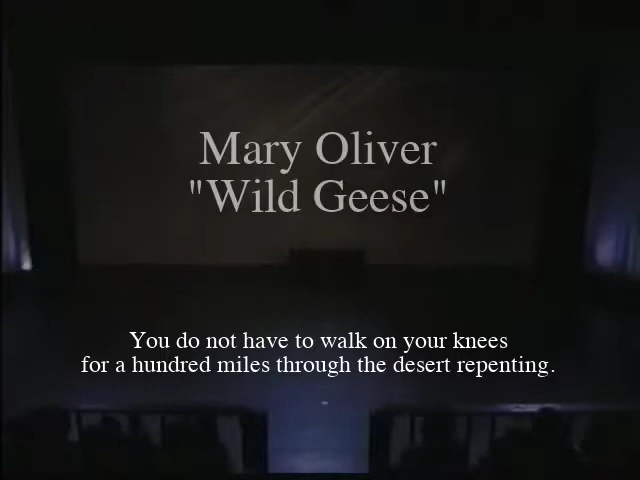 Mary Oliver
"Wild Geese"
You do not have to walk on your knees
for a hundred miles through the desert repenting.